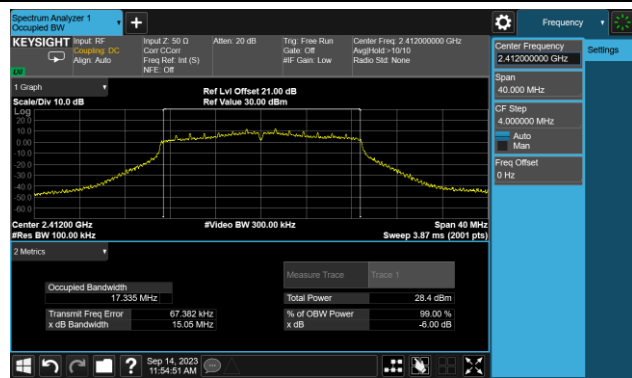 Spectrum Analyzer 1
Occupied BW
+
Frequency
KEYSIGHT
Input: RF
Coupling: DC
Align: Auto
Input Z: 50 Ω
Corr CCorr
Freq Ref: Int (S)
NFE: Off
Atten: 20 dB
Trig: Free Run
Gate: Off
#IF Gain: Low
Center Freq: 2.412000000 GHz
Avg|Hold:>10/10
Radio Std: None
LW
Center Frequency
2.412000000 GHz
Settings
Span
40.000 MHz
CF Step
4.000000 MHz
Auto
Man
Freq Offset
0 Hz
1 Graph
Scale/Div 10.0 dB
Ref Lvl Offset 21.00 dB
Ref Value 30.00 dBm
Log
20.0
10.0
0.00
-10.0
-20.0
-30.0
-40.0
-50.0
-60.0
Center 2.41200 GHz
#Res BW 100.00 kHz
#Video BW 300.00 kHz
Span 40 MHz
Sweep 3.87 ms (2001 pts)
2 Metrics
Measure Trace
Trace 1
Occupied Bandwidth
17.335 MHz
Total Power
28.4 dBm
Transmit Freq Error
67.382 kHz
% of OBW Power
99.00 %
x dB Bandwidth
15.05 MHz
x dB
-6.00 dB
?
Sep 14, 2023
11:54:51 AM